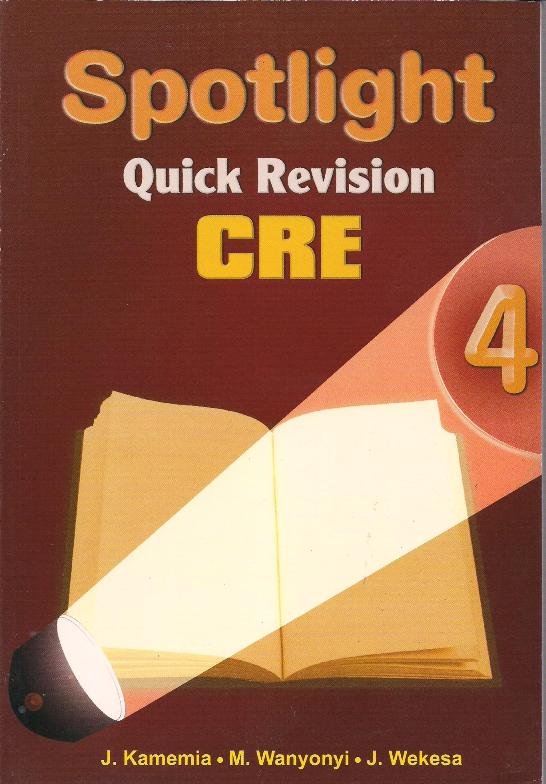 Spotlight
Quick Revision
CRE
4
J. Kamemia • M. Wanyonyi • J. Wekesa